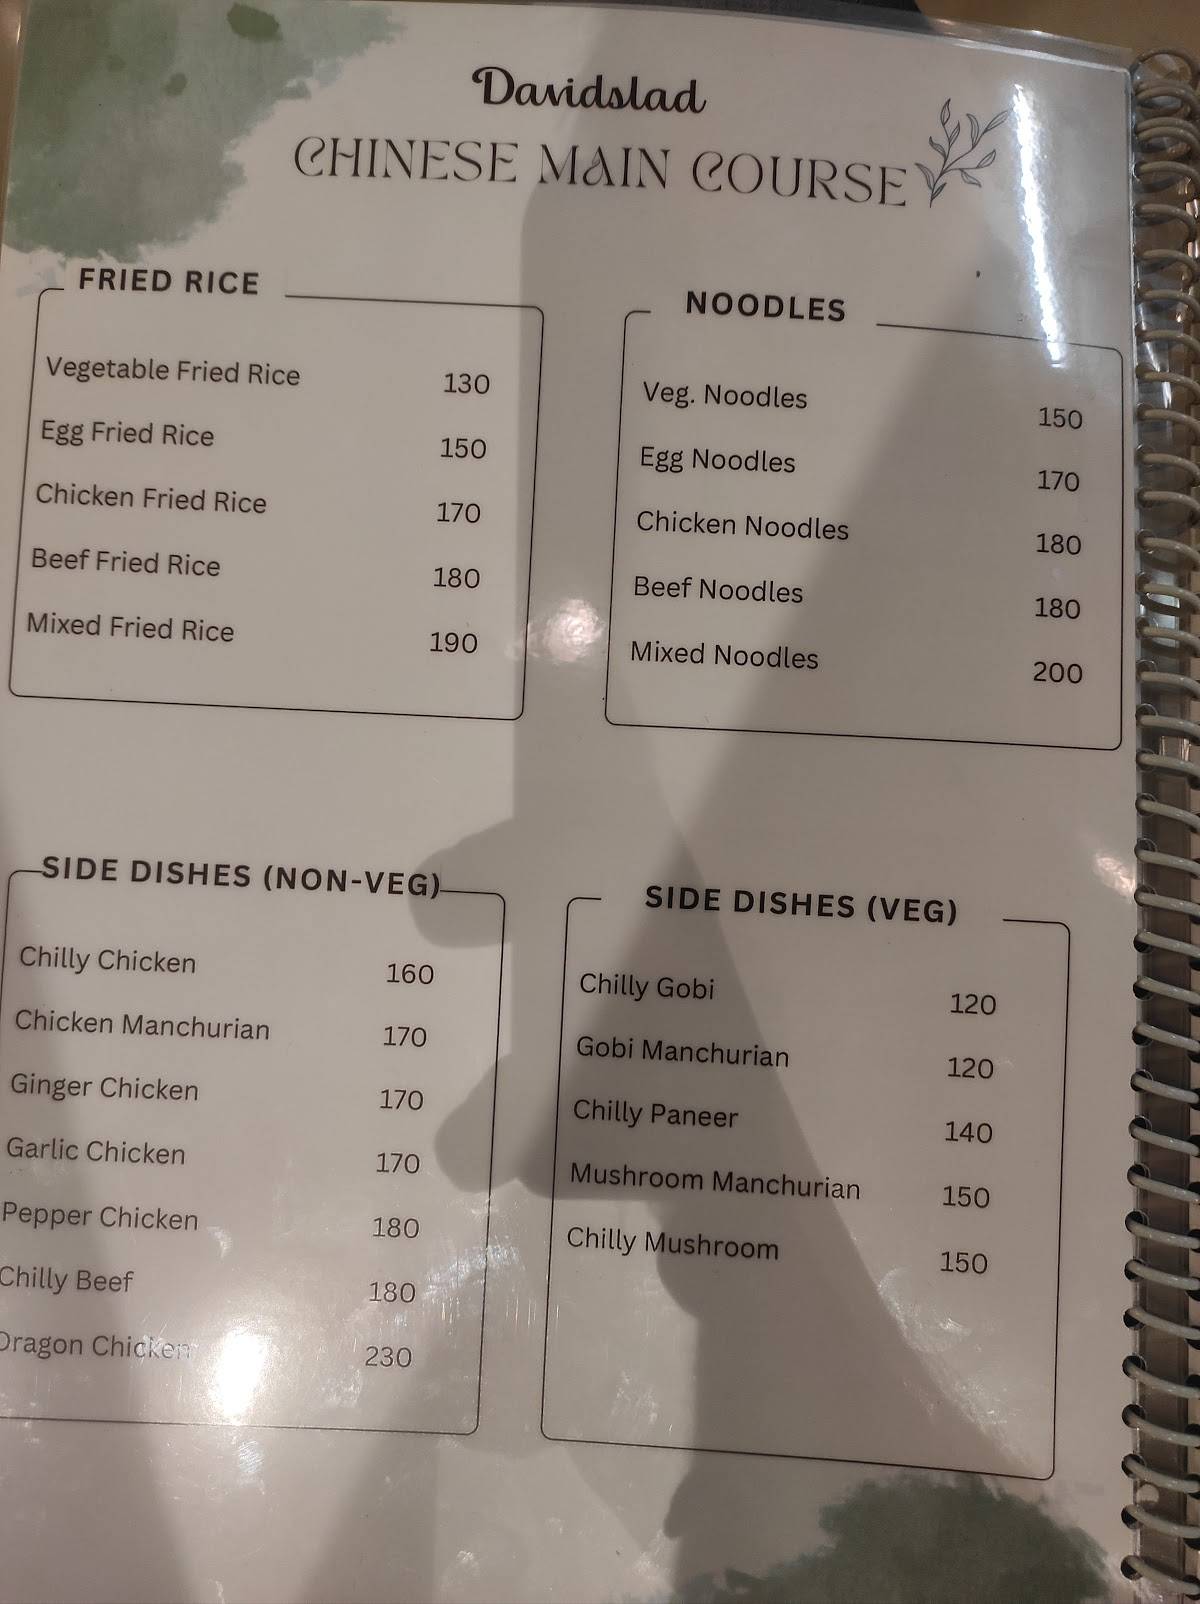 Davidslad
CHINESE MAIN COURSE
FRIED RICE
Vegetable Fried Rice 130
Egg Fried Rice 150
Chicken Fried Rice 170
Beef Fried Rice 180
Mixed Fried Rice 190
NOODLES
Veg. Noodles 150
Egg Noodles 170
Chicken Noodles 180
Beef Noodles 180
Mixed Noodles 200
SIDE DISHES (NON-VEG)
Chilly Chicken 160
Chicken Manchurian 170
Ginger Chicken 170
Garlic Chicken 170
Pepper Chicken 180
Chilly Beef 180
Dragon Chicken 230
SIDE DISHES (VEG)
Chilly Gobi 120
Gobi Manchurian 120
Chilly Paneer 140
Mushroom Manchurian 150
Chilly Mushroom 150